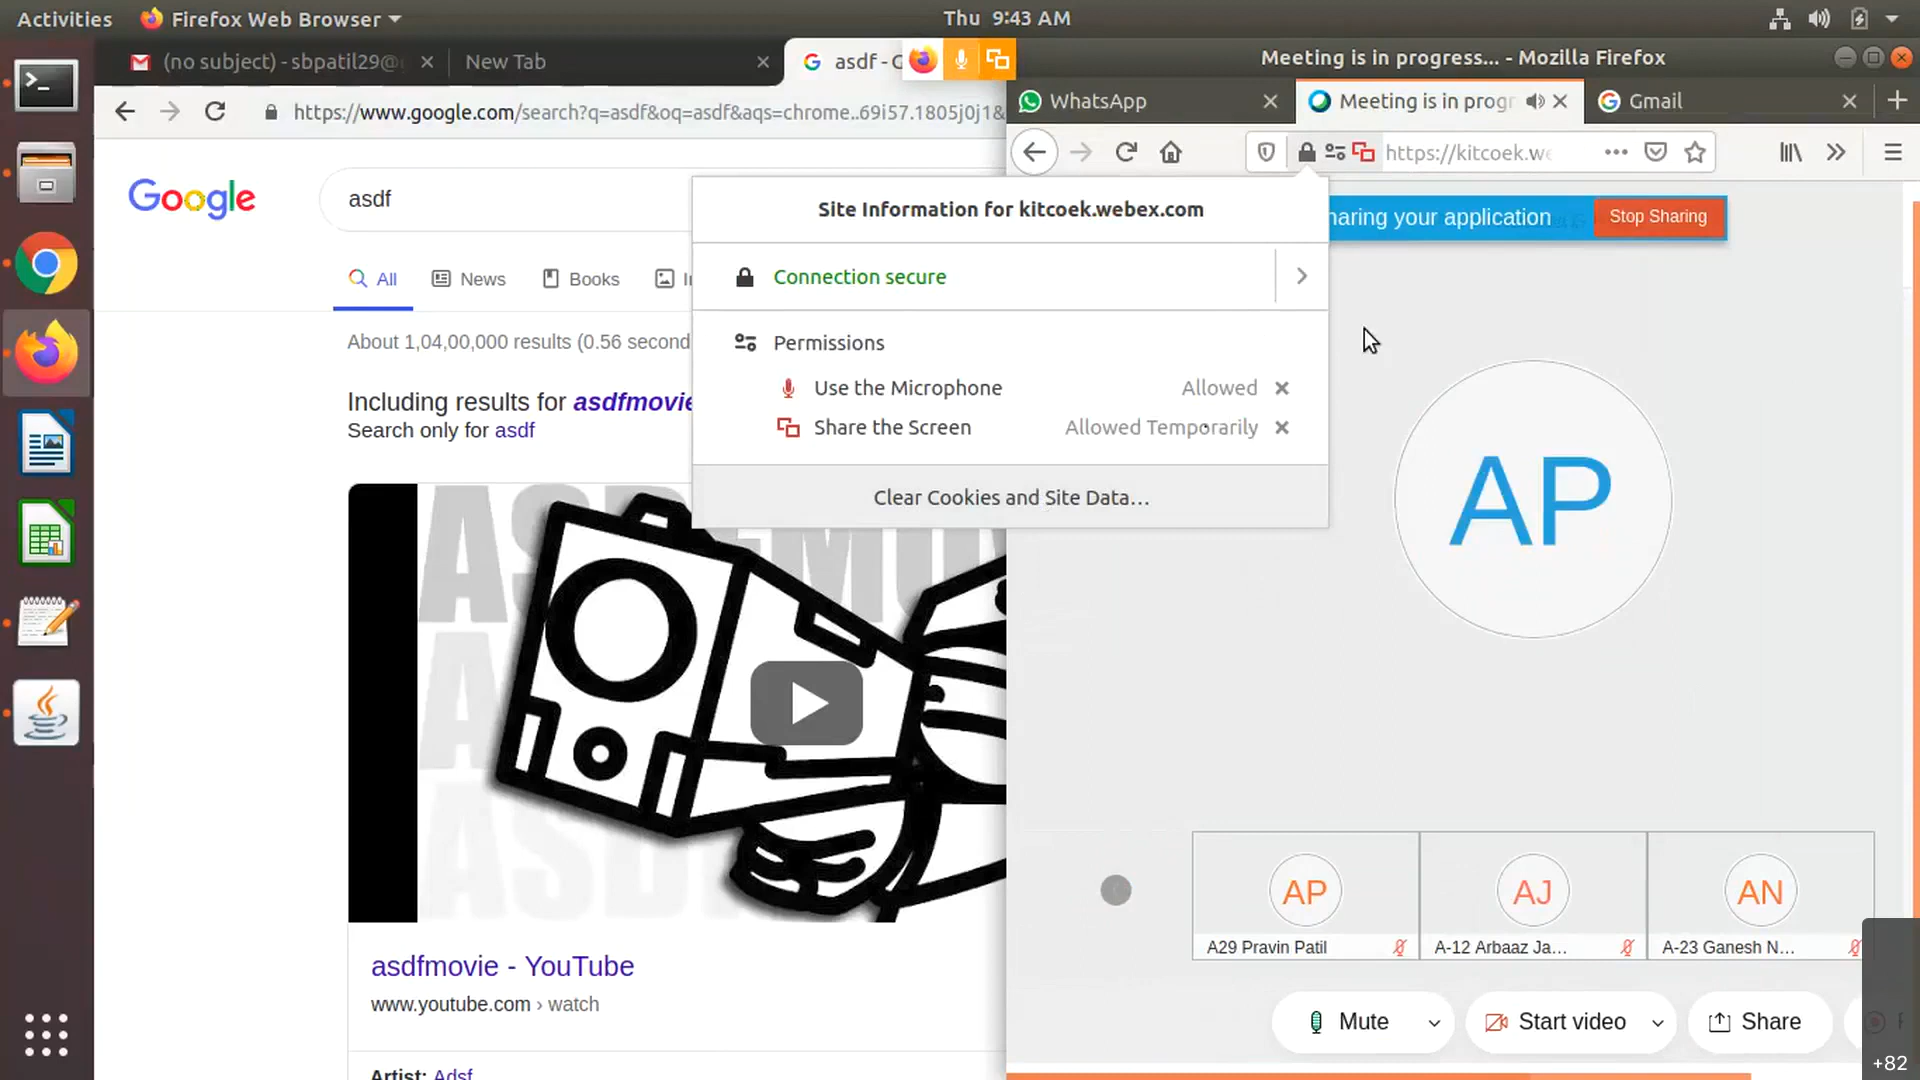 Activities
Firefox Web Browser
Thu 9:43 AM
(no subject) - sbpatil29@
New Tab
asdf - G
Meeting is in progress... - Mozilla Firefox
WhatsApp
Meeting is in progr
Gmail
https://www.google.com/search?q=asdf&oq=asdf&aqs=chrome..69i57.1805j0j1&
https://kitcoek.we
Google
asdf
Site Information for kitcoek.webex.com
haring your application
Stop Sharing
All
News
Books
Connection secure
About 1,04,00,000 results (0.56 second
Permissions
Use the Microphone
Allowed
Share the Screen
Allowed Temporarily
Including results for asdfmovie
Search only for asdf
Clear Cookies and Site Data...
AP
AP
AJ
AN
A29 Pravin Patil
A-12 Arbaaz Ja...
A-23 Ganesh N...
asdfmovie - YouTube
www.youtube.com › watch
Mute
Start video
Share
+82
Artist: Adsf